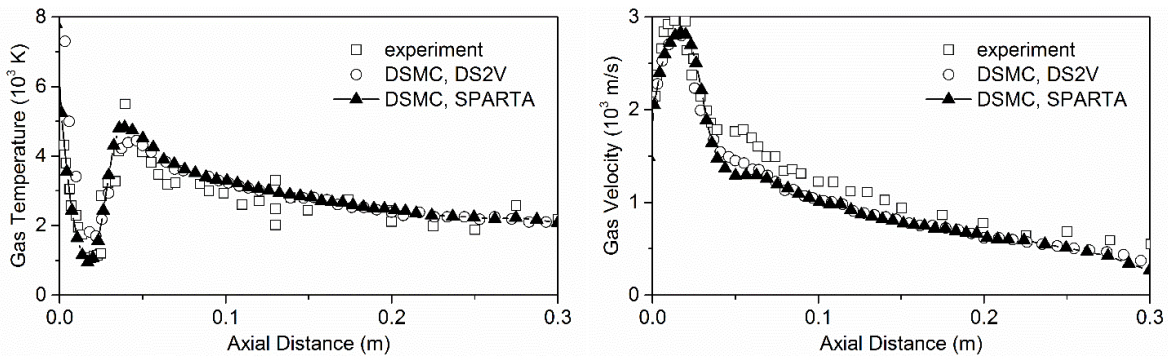 Gas Temperature (10³ K)
8
6
4
2
0
experiment
DSMC, DS2V
DSMC, SPARTA
0.0 0.1 0.2 0.3
Axial Distance (m)
Gas Velocity (10³ m/s)
3
2
1
0
experiment
DSMC, DS2V
DSMC, SPARTA
0.0 0.1 0.2 0.3
Axial Distance (m)